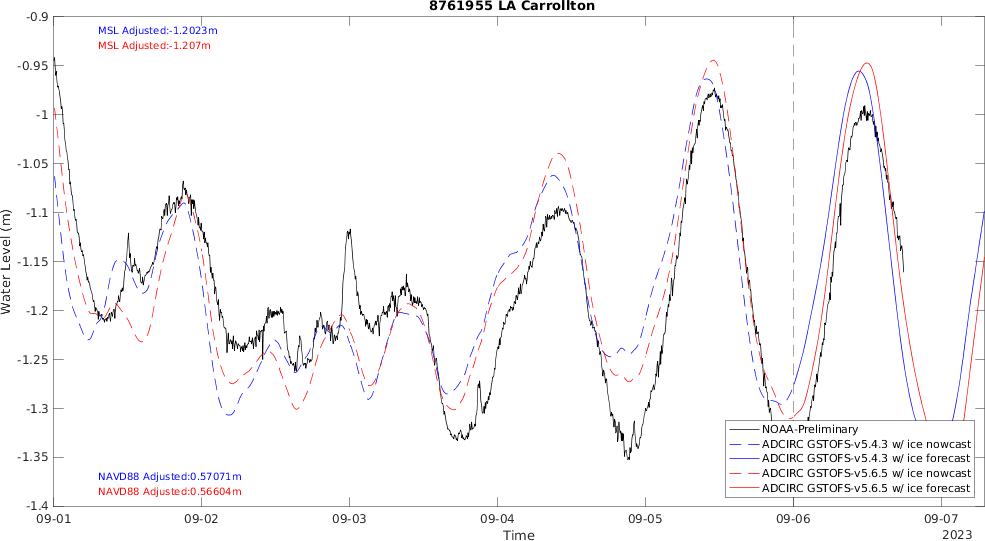 8761955 LA Carrollton
-0.9
MSL Adjusted:-1.2023m
MSL Adjusted:-1.207m
-0.95
-1
-1.05
-1.1
-1.15
Water Level (m)
-1.2
-1.25
-1.3
-1.35
-1.4
NAVD88 Adjusted:0.57071m
NAVD88 Adjusted:0.56604m
NOAA-Preliminary
ADCIRC GSTOFS-v5.4.3 w/ ice nowcast
ADCIRC GSTOFS-v5.4.3 w/ ice forecast
ADCIRC GSTOFS-v5.6.5 w/ ice nowcast
ADCIRC GSTOFS-v5.6.5 w/ ice forecast
09-01 09-02 09-03 09-04 09-05 09-06 09-07
Time
2023